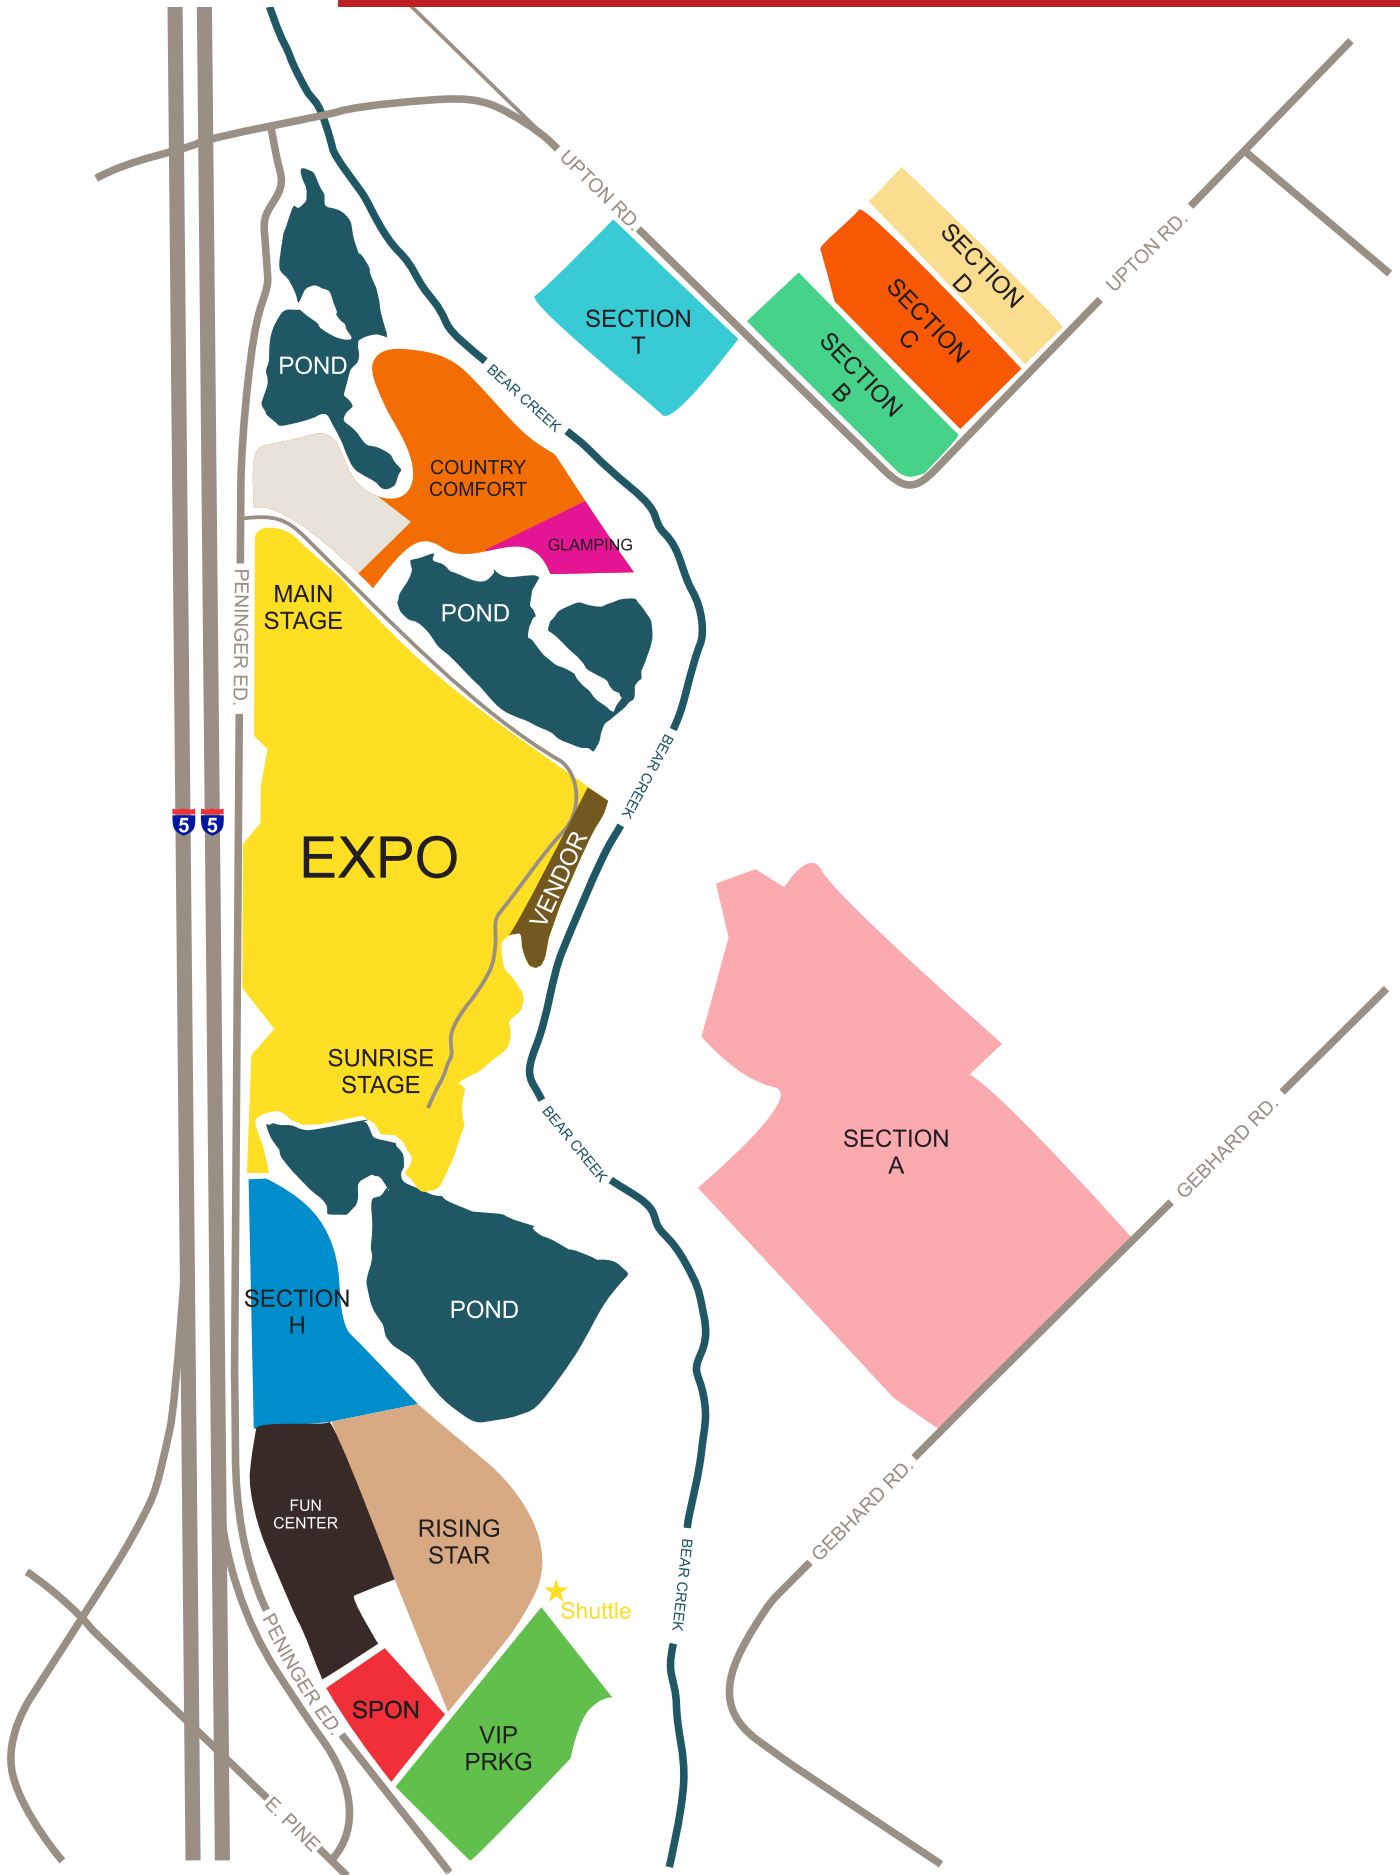 UPTON RD.
SECTION
D
UPTON RD.
SECTION
C
SECTION
T
SECTION
B
POND
BEAR CREEK
COUNTRY
COMFORT
GLAMPING
MAIN
STAGE
POND
PENINGER ED.
BEAR CREEK
5
5
EXPO
VENDOR
SUNRISE
STAGE
BEAR CREEK
SECTION
A
GEBHARD RD.
SECTION
H
POND
FUN
CENTER
RISING
STAR
GEBHARD RD.
BEAR CREEK
Shuttle
PENINGER ED.
SPON
VIP
PRKG
E. PINE